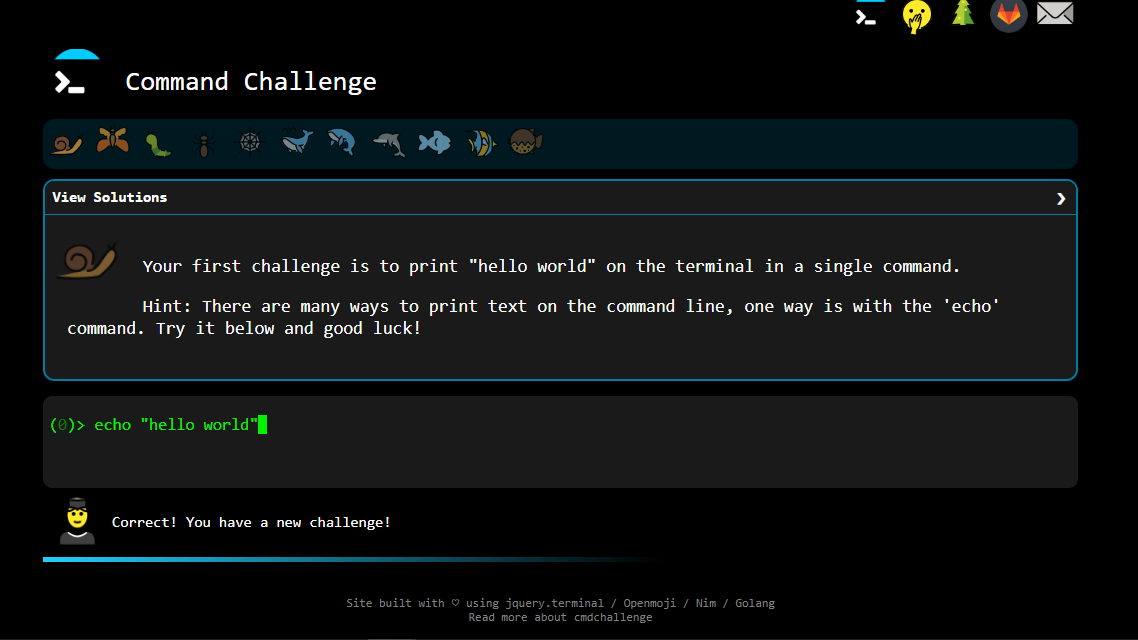 Command Challenge
View Solutions
Your first challenge is to print "hello world" on the terminal in a single command.
Hint: There are many ways to print text on the command line, one way is with the 'echo'
command. Try it below and good luck!
(0)> echo "hello world"
Correct! You have a new challenge!
Site built with ♡ using jquery.terminal / Openmoji / Nim / Golang
Read more about cmdchallenge